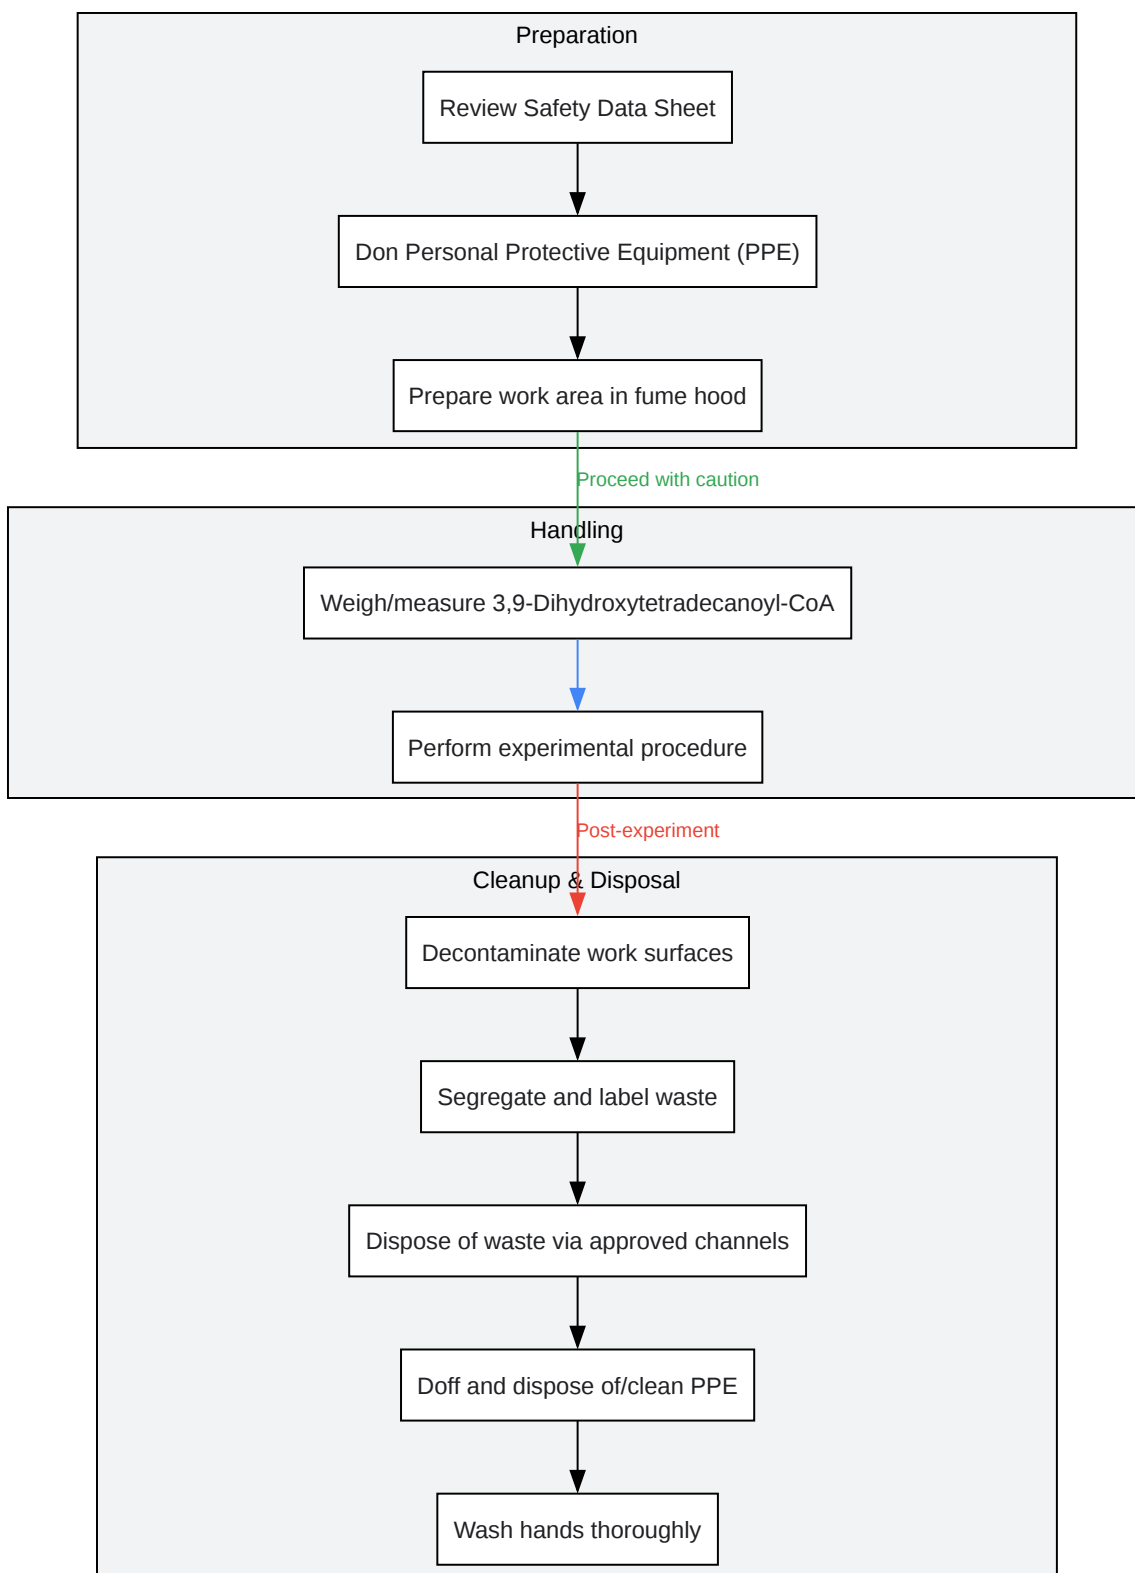 Preparation
Review Safety Data Sheet
Don Personal Protective Equipment (PPE)
Prepare work area in fume hood
Proceed with caution
Handling
Weigh/measure 3,9-Dihydroxytetradecanoyl-CoA
Perform experimental procedure
Post-experiment
Cleanup & Disposal
Decontaminate work surfaces
Segregate and label waste
Dispose of waste via approved channels
Doff and dispose of/clean PPE
Wash hands thoroughly